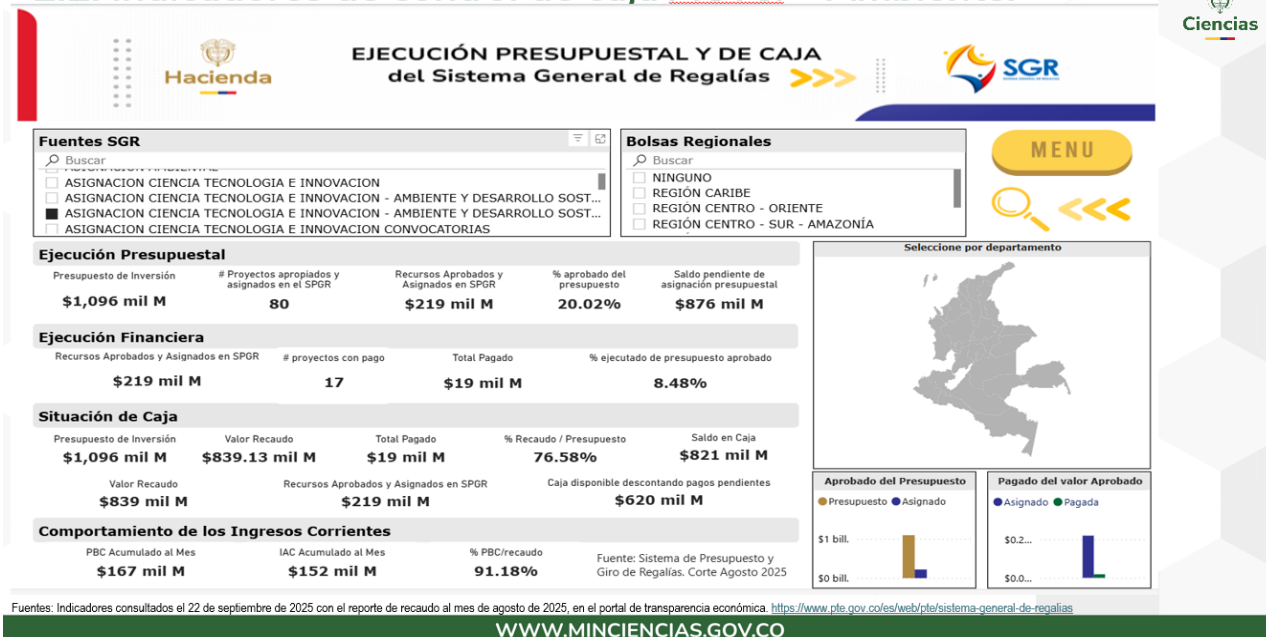 Ciencias
Hacienda
EJECUCIÓN PRESUPUESTAL Y DE CAJA
del Sistema General de Regalías
SGR
Fuentes SGR
Buscar
ASIGNACION CIENCIA TECNOLOGIA E INNOVACION
ASIGNACION CIENCIA TECNOLOGIA E INNOVACION - AMBIENTE Y DESARROLLO SOST...
ASIGNACION CIENCIA TECNOLOGIA E INNOVACION - AMBIENTE Y DESARROLLO SOST...
ASIGNACION CIENCIA TECNOLOGIA E INNOVACION CONVOCATORIAS
Bolsas Regionales
Buscar
NINGUNO
REGIÓN CARIBE
REGIÓN CENTRO - ORIENTE
REGIÓN CENTRO - SUR - AMAZONÍA
MENU
Ejecución Presupuestal
Presupuesto de Inversión
$1,096 mil M
# Proyectos apropiados y
asignados en el SPGR
80
Recursos Aprobados y
Asignados en SPGR
$219 mil M
% aprobado del
presupuesto
20.02%
Saldo pendiente de
asignación presupuestal
$876 mil M
Ejecución Financiera
Recursos Aprobados y Asignados en SPGR
$219 mil M
# proyectos con pago
17
Total Pagado
$19 mil M
% ejecutado de presupuesto aprobado
8.48%
Situación de Caja
Presupuesto de Inversión
$1,096 mil M
Valor Recaudo
$839.13 mil M
Total Pagado
$19 mil M
% Recaudo / Presupuesto
76.58%
Saldo en Caja
$821 mil M
Valor Recaudo
$839 mil M
Recursos Aprobados y Asignados en SPGR
$219 mil M
Caja disponible descontando pagos pendientes
$620 mil M
Comportamiento de los Ingresos Corrientes
PBC Acumulado al Mes
$167 mil M
IAC Acumulado al Mes
$152 mil M
% PBC/recaudo
91.18%
Fuente: Sistema de Presupuesto y
Giro de Regalías. Corte Agosto 2025
Seleccione por departamento
Aprobado del Presupuesto
Presupuesto Asignado
$1 bill.
$0 bill.
Pagado del valor Aprobado
Asignado Pagada
$0.2...
$0.0...
Fuentes: Indicadores consultados el 22 de septiembre de 2025 con el reporte de recaudo al mes de agosto de 2025, en el portal de transparencia económica. https://www.pte.gov.co/es/web/pte/sistema-general-de-regalias
WWW.MINCIENCIAS.GOV.CO